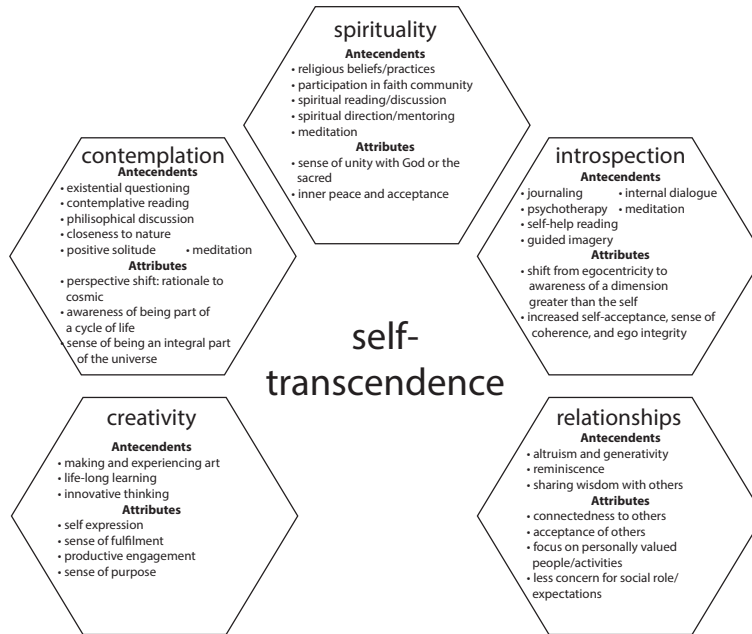 spirituality
Antecendents
• religious beliefs/practices
• participation in faith community
• spiritual reading/discussion
• spiritual direction/mentoring
• meditation
Attributes
• sense of unity with God or the
sacred
• inner peace and acceptance
contemplation
Antecendents
• existential questioning
• contemplative reading
• philisophical discussion
• closeness to nature
• positive solitude • meditation
Attributes
• perspective shift: rationale to
cosmic
• awareness of being part of
a cycle of life
• sense of being an integral part
of the universe
introspection
Antecendents
• journaling • internal dialogue
• psychotherapy • meditation
• self-help reading
• guided imagery
Attributes
• shift from egocentricity to
awareness of a dimension
greater than the self
• increased self-acceptance, sense of
coherence, and ego integrity
self-
transcendence
creativity
Antecendents
• making and experiencing art
• life-long learning
• innovative thinking
Attributes
• self expression
• sense of fulfilment
• productive engagement
• sense of purpose
relationships
Antecendents
• altruism and generativity
• reminiscence
• sharing wisdom with others
Attributes
• connectedness to others
• acceptance of others
• focus on personally valued
people/activities
• less concern for social role/
expectations